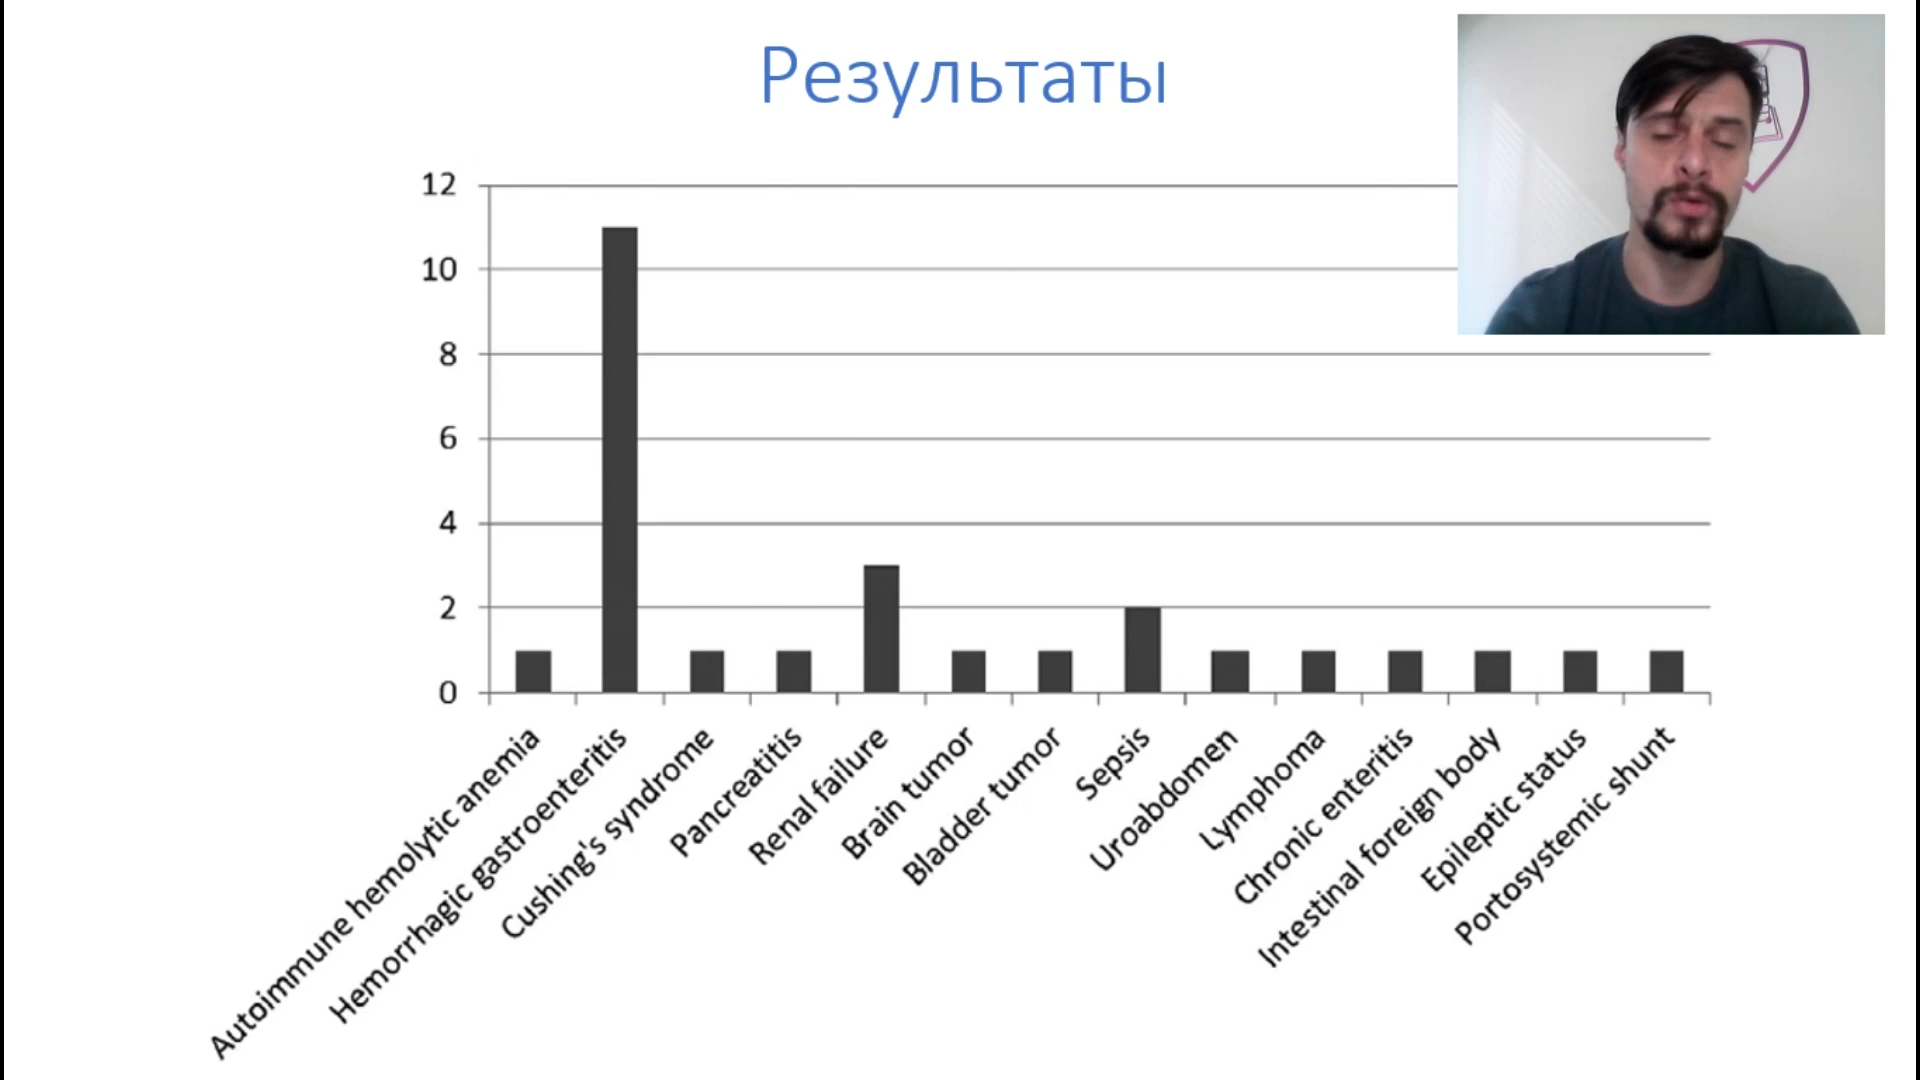 Результаты
12
10
8
6
4
2
0
Autoimmune hemolytic anemia
Hemorrhagic gastroenteritis
Cushing's syndrome
Pancreatitis
Renal failure
Brain tumor
Bladder tumor
Sepsis
Uroabdomen
Lymphoma
Chronic enteritis
Intestinal foreign body
Epileptic status
Portosystemic shunt